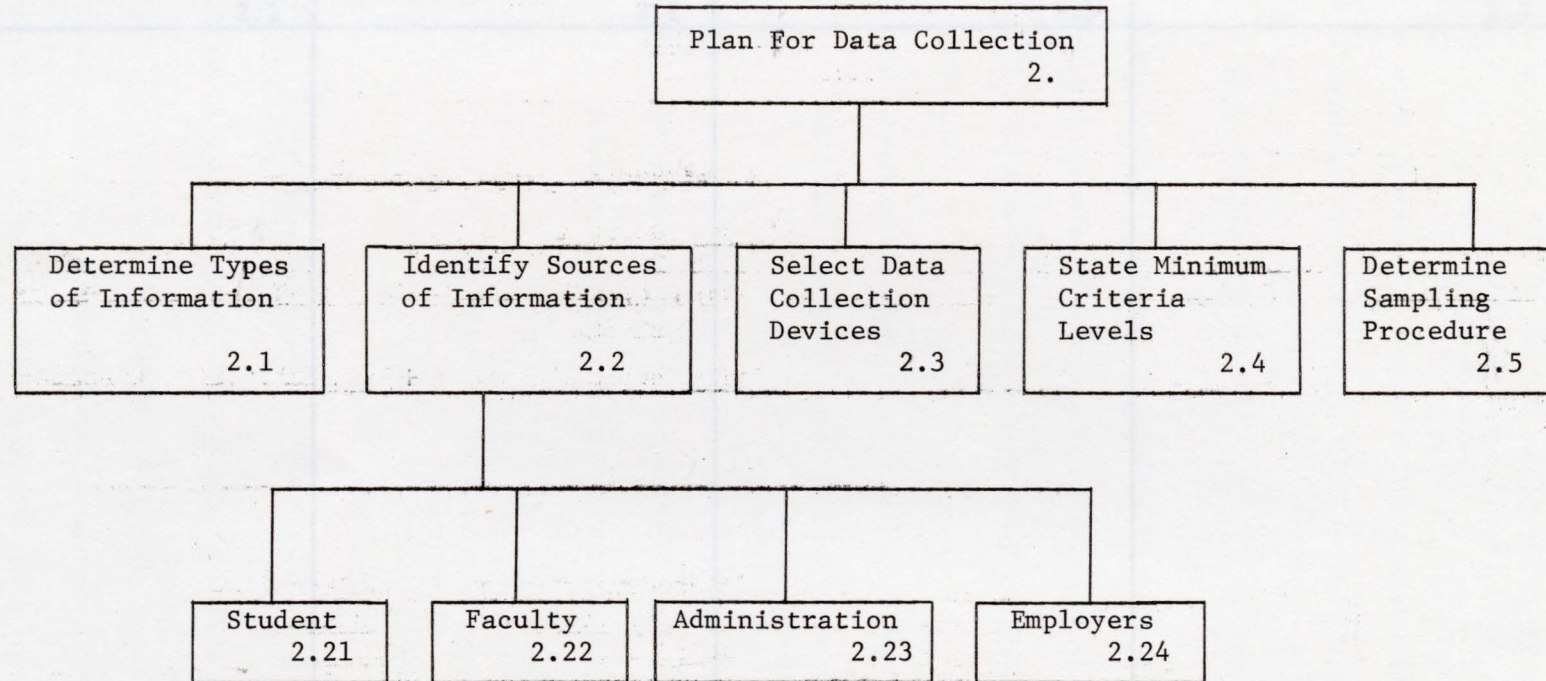 Plan For Data Collection
2.
Determine Types
of Information
2.1
Identify Sources
of Information
2.2
Select Data
Collection
Devices
2.3
State Minimum
Criteria
Levels
2.4
Determine
Sampling
Procedure
2.5
Student
2.21
Faculty
2.22
Administration
2.23
Employers
2.24